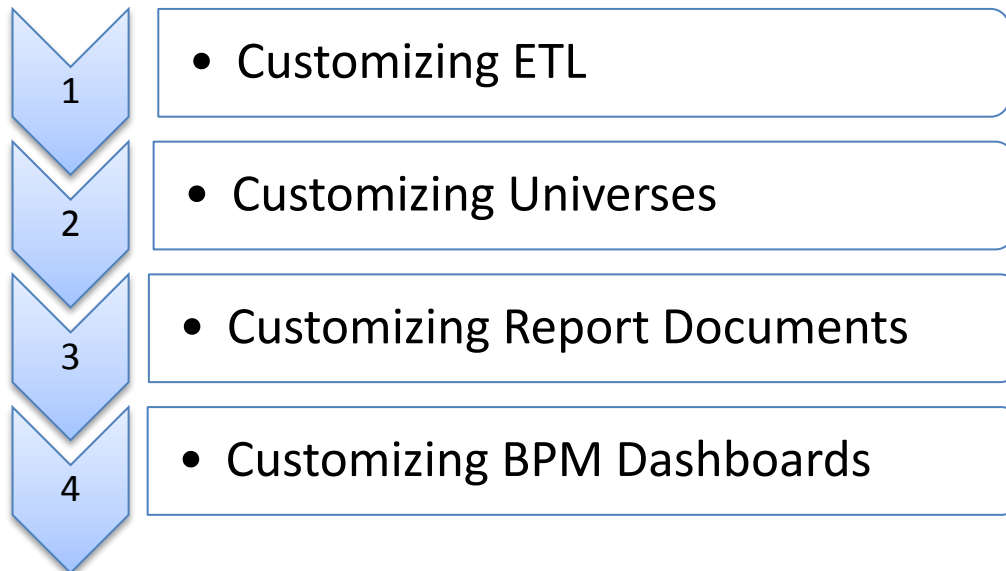 1
• Customizing ETL
2
• Customizing Universes
3
• Customizing Report Documents
4
• Customizing BPM Dashboards